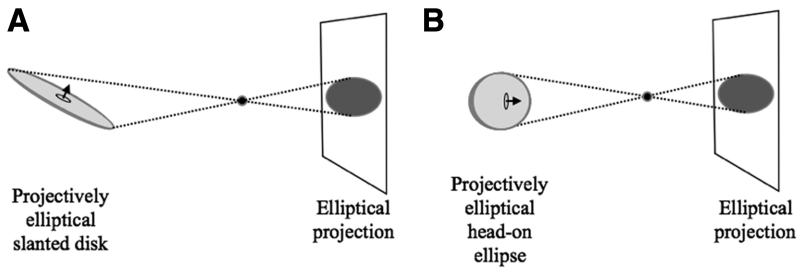 A
Projectively
elliptical
slanted disk
Elliptical
projection
B
Projectively
elliptical
head-on
ellipse
Elliptical
projection